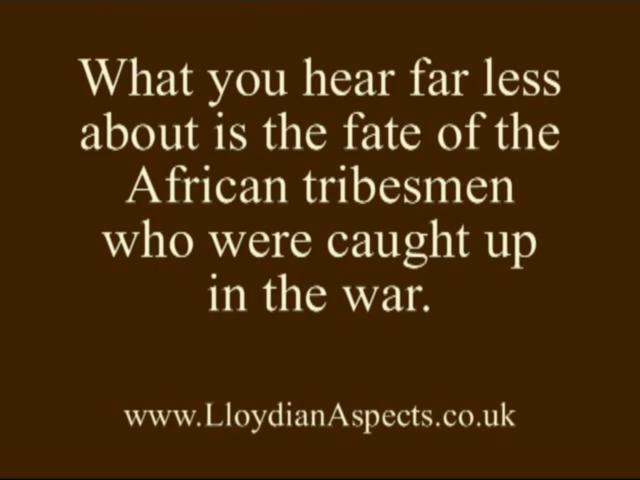 What you hear far less
about is the fate of the
African tribesmen
who were caught up
in the war.
www.LloydianAspects.co.uk